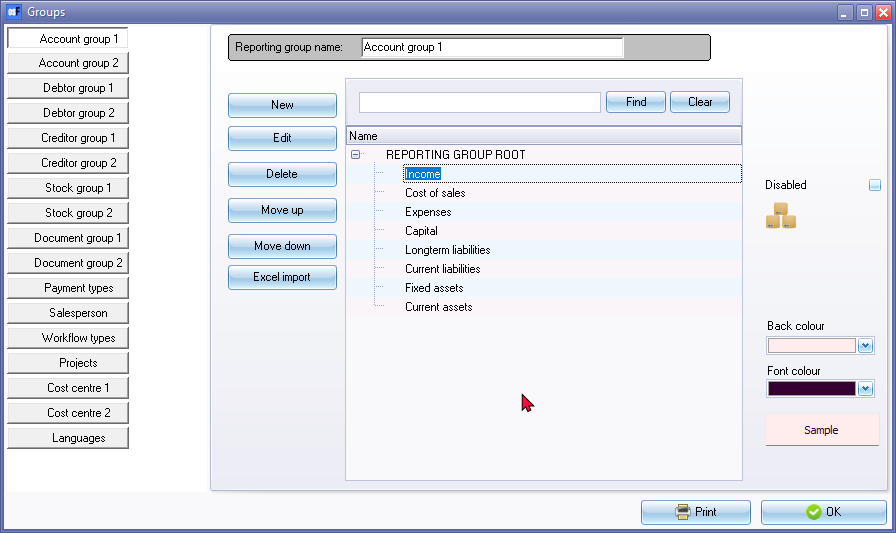 Groups
Account group 1
Account group 2
Debtor group 1
Debtor group 2
Creditor group 1
Creditor group 2
Stock group 1
Stock group 2
Document group 1
Document group 2
Payment types
Salesperson
Workflow types
Projects
Cost centre 1
Cost centre 2
Languages
Reporting group name: Account group 1
New
Edit
Delete
Move up
Move down
Excel import
Find Clear
Name
REPORTING GROUP ROOT
Income
Cost of sales
Expenses
Capital
Longterm liabilities
Current liabilities
Fixed assets
Current assets
Disabled
Back colour
Font colour
Sample
Print OK